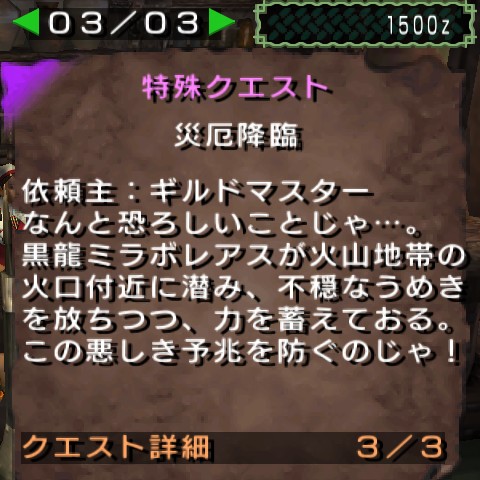 03/03
1500z
特殊クエスト
災厄降臨
依頼主：ギルドマスター
なんと恐ろしいことじゃ…。
黒龍ミラボレアスが火山地帯の
火口付近に潜み、不穏なうめき
を放ちつつ、力を蓄えておる。
この悪しき予兆を防ぐのじゃ！
クエスト詳細 3／3